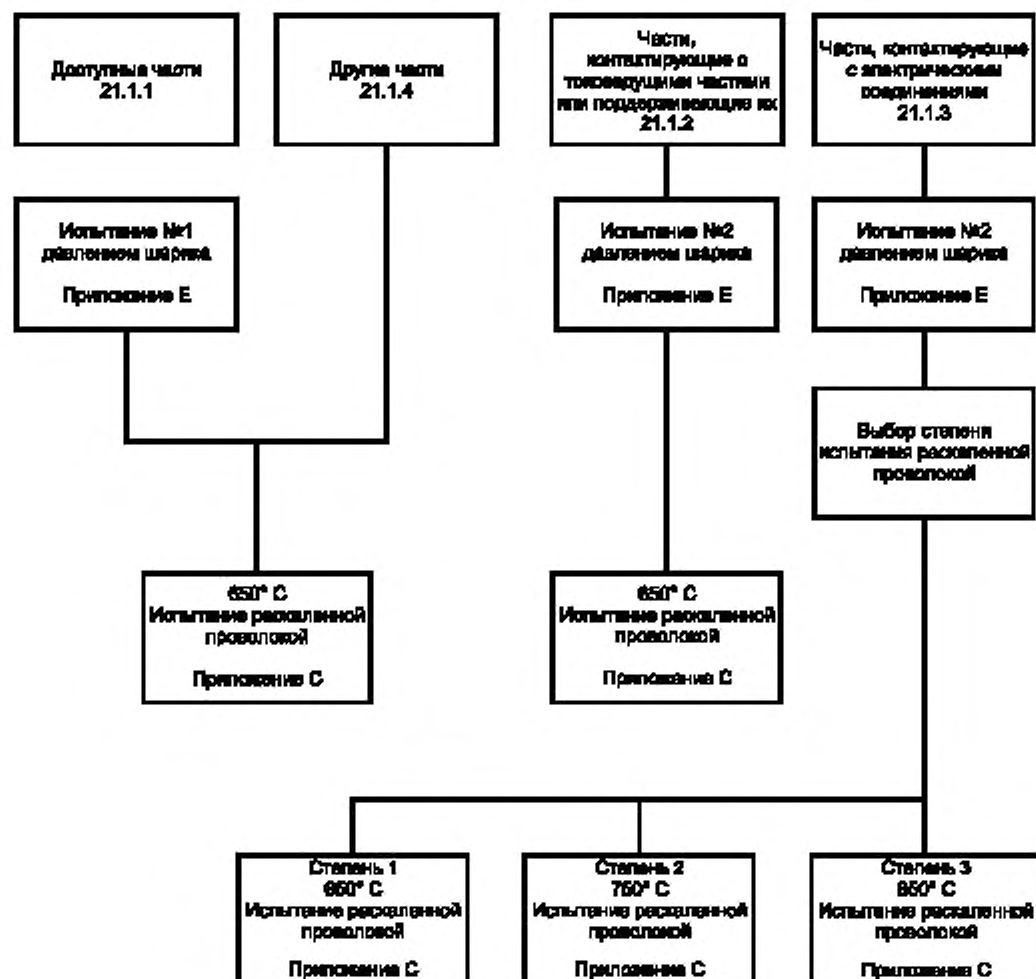 Доступные части
21.1.1
Другие части
21.1.4
Части,
контактирующие с
токоведущими частями
или поддерживающие их
21.1.2
Части, контактирующие
с электрическими
соединениями
21.1.3
Испытание №1
давлением шарика
Приложение Е
Испытание №2
давлением шарика
Приложение Е
Испытание №2
давлением шарика
Приложение Е
Выбор степени
испытания раскаленной
проволокой
650° С
Испытание раскаленной
проволокой
Приложение С
650° С
Испытание раскаленной
проволокой
Приложение С
Степень 1
650° С
Испытание раскаленной
проволокой
Приложение С
Степень 2
750° С
Испытание раскаленной
проволокой
Приложение С
Степень 3
850° С
Испытание раскаленной
проволокой
Приложение С